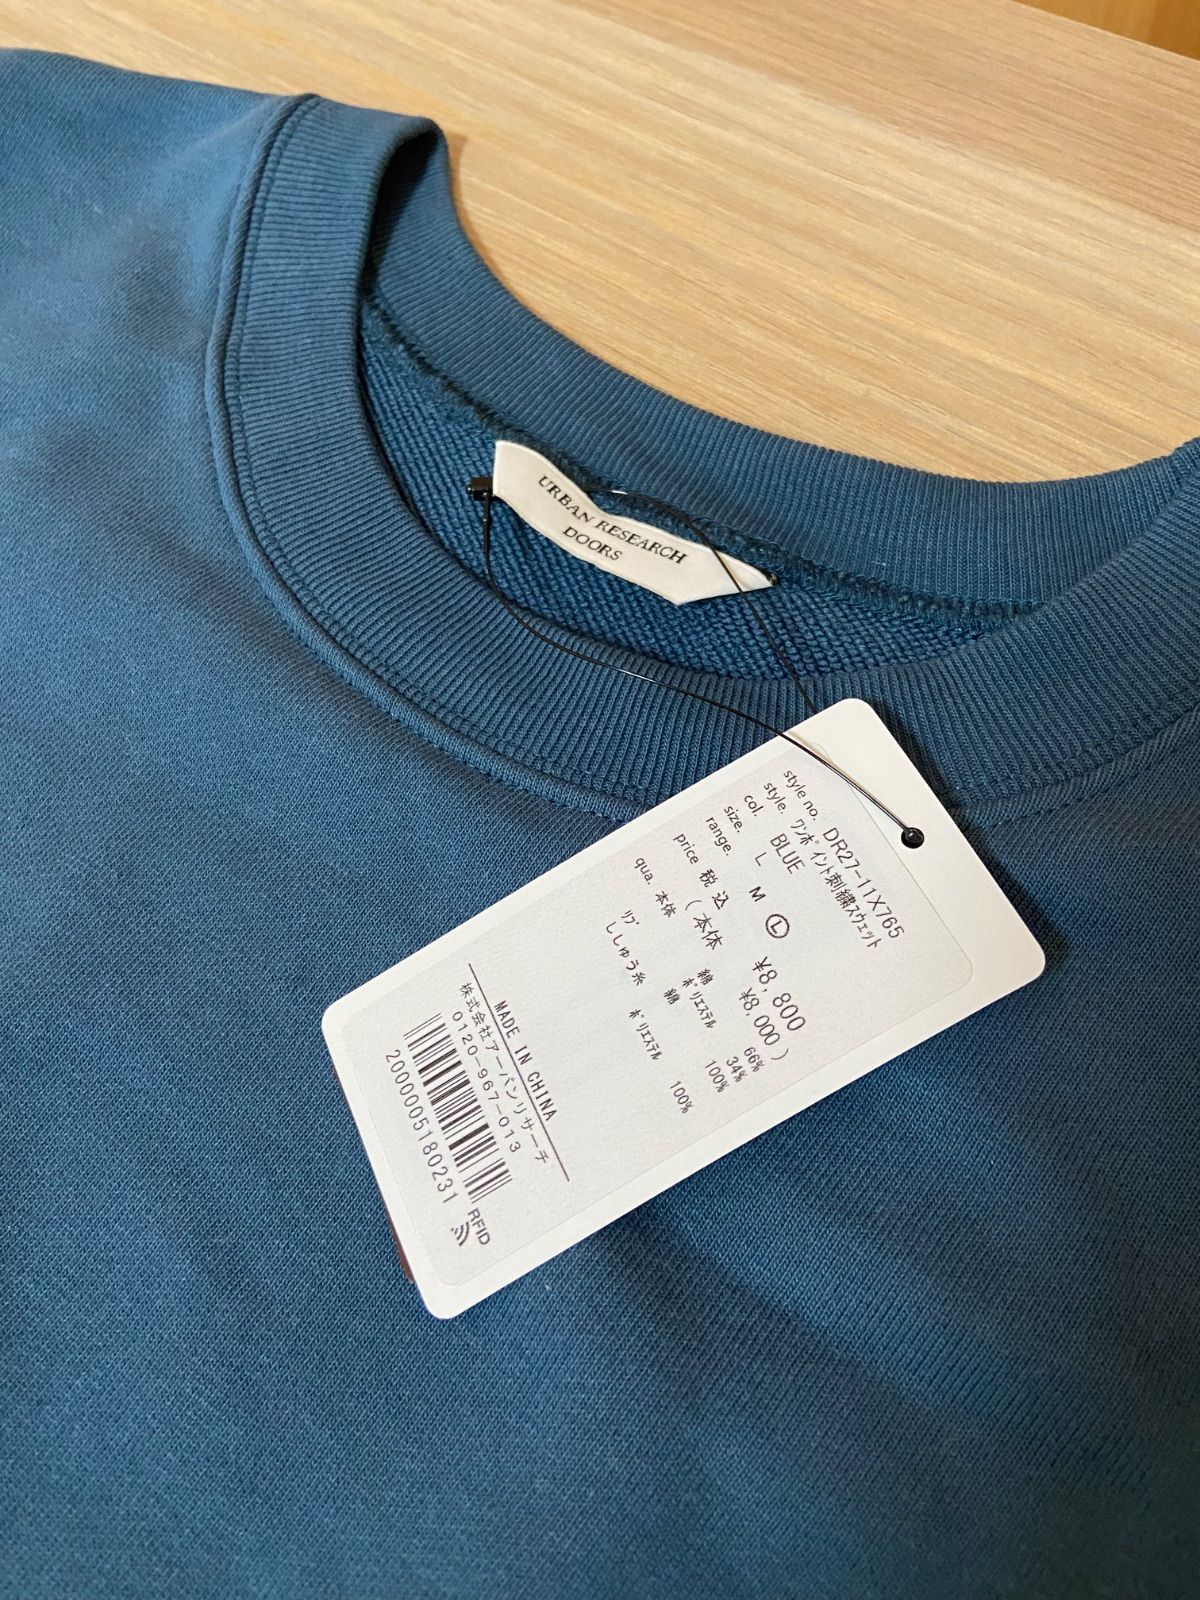 URBAN RESEARCH
DOORS
style no. DR27-11X765
style. ﾜﾝﾎﾟｲﾝﾄ刺繍ｽｳｪｯﾄ
col. BLUE
size. L
range. M Ⓛ
price 税込 ¥8,800
(本体 ¥8,000)
qua. 本体 綿 66%
ﾎﾟﾘｴｽﾃﾙ 34%
ﾘﾌﾞ 綿 100%
ししゅう糸 ﾎﾟﾘｴｽﾃﾙ 100%
MADE IN CHINA
株式会社アーバンリサーチ
0120-967-013
2000005180231
RFID